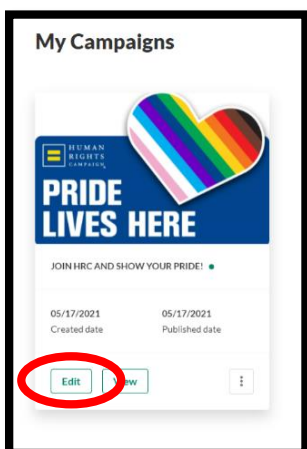 My Campaigns
HUMAN
RIGHTS
CAMPAIGN
PRIDE
LIVES HERE
JOIN HRC AND SHOW YOUR PRIDE!
05/17/2021 05/17/2021
Created date Published date
Edit View